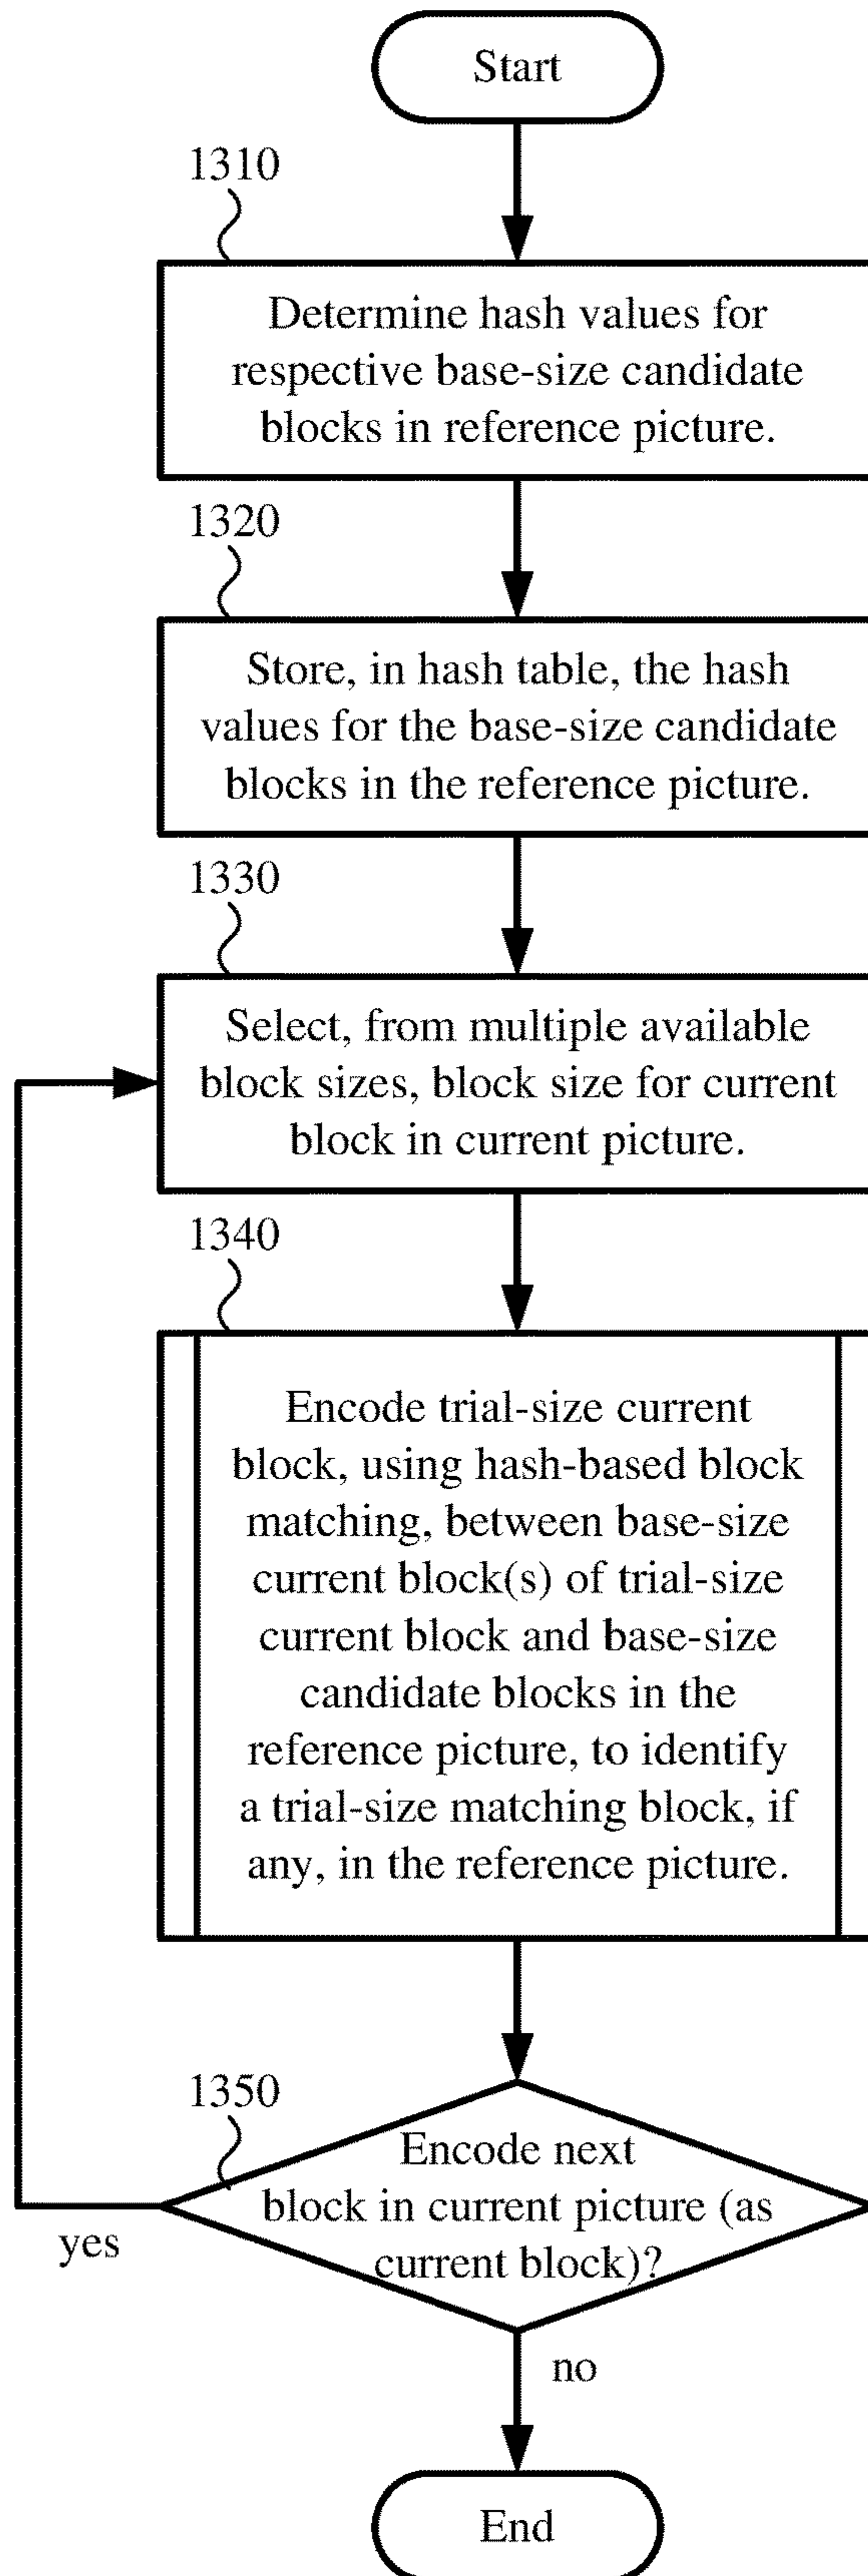 Start
1310
Determine hash values for
respective base-size candidate
blocks in reference picture.
1320
Store, in hash table, the hash
values for the base-size candidate
blocks in the reference picture.
1330
Select, from multiple available
block sizes, block size for current
block in current picture.
1340
Encode trial-size current
block, using hash-based block
matching, between base-size
current block(s) of trial-size
current block and base-size
candidate blocks in the
reference picture, to identify
a trial-size matching block, if
any, in the reference picture.
1350
Encode next
block in current picture (as
current block)?
yes
no
End